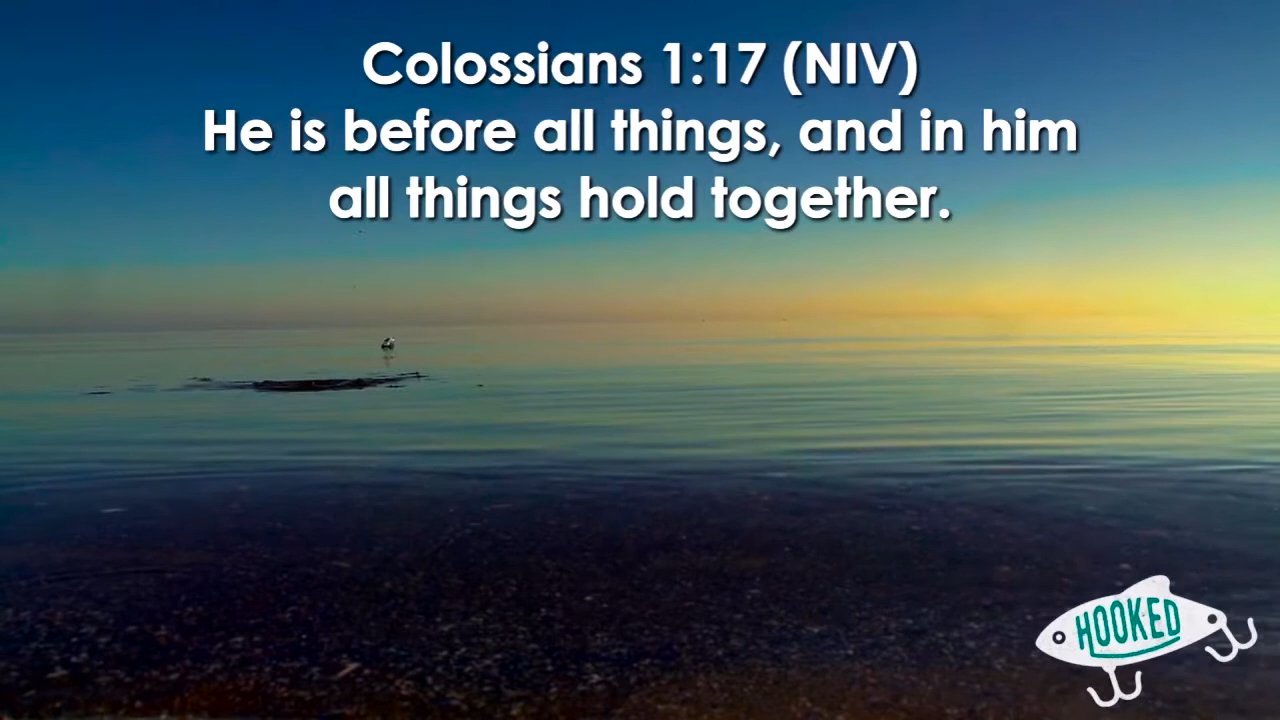 Colossians 1:17 (NIV)
He is before all things, and in him
all things hold together.
HOOKED